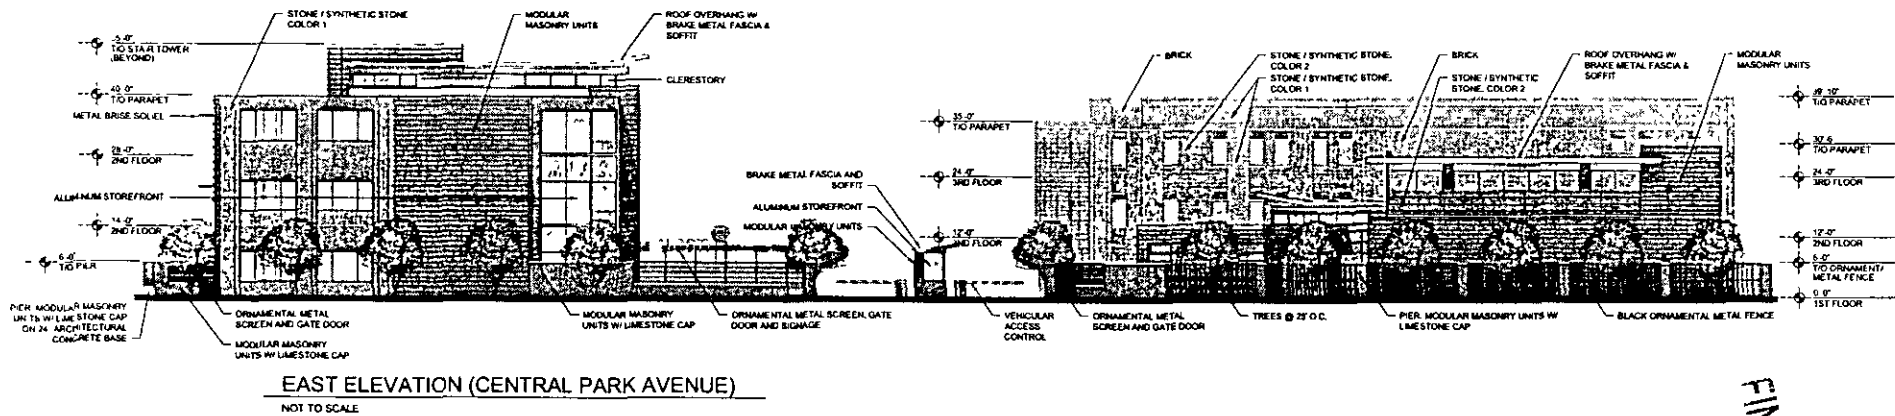 STONE / SYNTHETIC STONE
COLOR 1
MODULAR
MASONRY UNITS
ROOF OVERHANG W/
BRAKE METAL FASCIA &
SOFFIT
CLERESTORY
T/O STAIR TOWER
(BEYOND)
40'-0"
T/O PARAPET
METAL BRISE SOLIEL
28'-0"
2ND FLOOR
ALUMINUM STOREFRONT
14'-0"
2ND FLOOR
6'-0"
T/O PIER
PIER. MODULAR MASONRY
UNITS W/ LIMESTONE CAP
ON 24 ARCHITECTURAL
CONCRETE BASE
ORNAMENTAL METAL
SCREEN AND GATE DOOR
MODULAR MASONRY
UNITS W/ LIMESTONE CAP
MODULAR MASONRY
UNITS W/ LIMESTONE CAP
ORNAMENTAL METAL SCREEN, GATE
DOOR AND SIGNAGE
BRAKE METAL FASCIA AND
SOFFIT
ALUMINUM STOREFRONT
MODULAR MASONRY UNITS
VEHICULAR
ACCESS
CONTROL
35'-0"
T/O PARAPET
24'-0"
3RD FLOOR
12'-0"
2ND FLOOR
BRICK
STONE / SYNTHETIC STONE,
COLOR 2
STONE / SYNTHETIC STONE,
COLOR 1
BRICK
STONE / SYNTHETIC
STONE, COLOR 2
ROOF OVERHANG W/
BRAKE METAL FASCIA &
SOFFIT
MODULAR
MASONRY UNITS
39'-10"
T/O PARAPET
30'-6
T/O PARAPET
24'-0"
3RD FLOOR
12'-0"
2ND FLOOR
6'-0"
T/O ORNAMENTA
METAL FENCE
0'-0"
1ST FLOOR
ORNAMENTAL METAL
SCREEN AND GATE DOOR
TREES @ 25' O.C.
PIER. MODULAR MASONRY UNITS W/
LIMESTONE CAP
BLACK ORNAMENTAL METAL FENCE
EAST ELEVATION (CENTRAL PARK AVENUE)
NOT TO SCALE